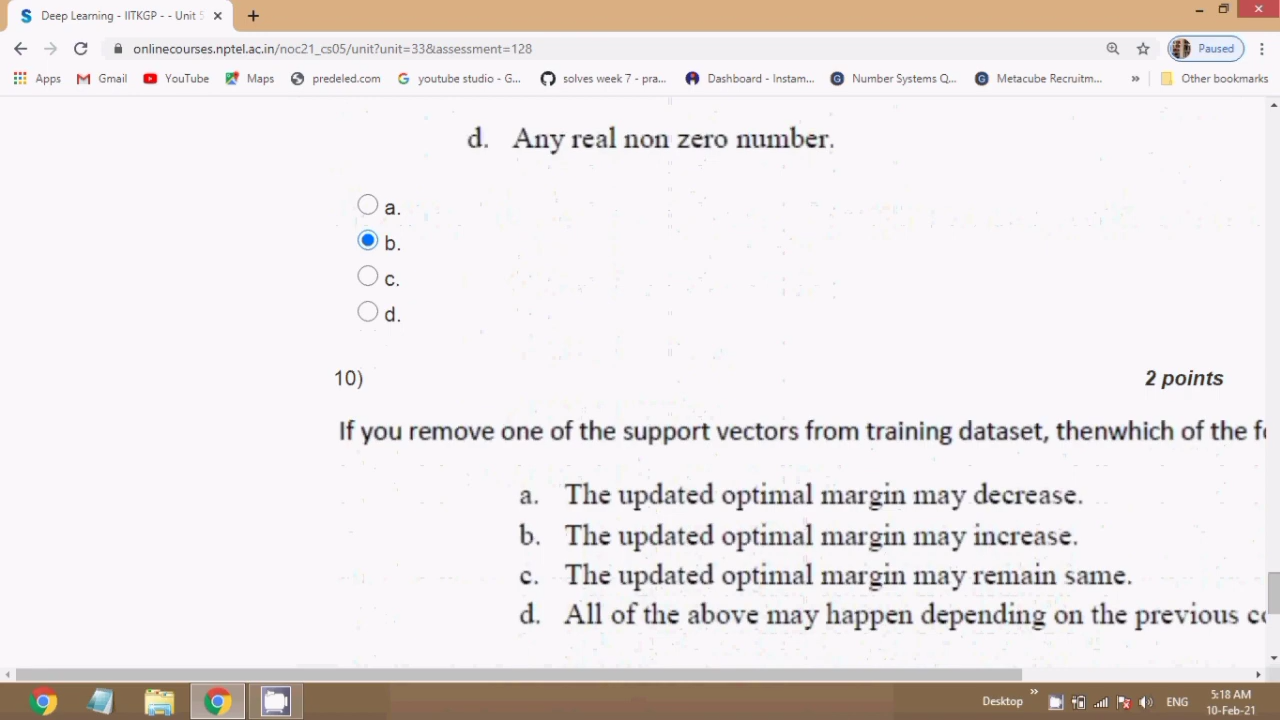 Deep Learning - IITKGP - - Unit 5
onlinecourses.nptel.ac.in/noc21_cs05/unit?unit=33&assessment=128
Paused
Apps Gmail YouTube Maps predeled.com youtube studio - G... solves week 7 - pra... Dashboard - Instam... Number Systems Q... Metacube Recruitm... » Other bookmarks
d. Any real non zero number.
a.
b.
c.
d.
10) 2 points
If you remove one of the support vectors from training dataset, thenwhich of the
a. The updated optimal margin may decrease.
b. The updated optimal margin may increase.
c. The updated optimal margin may remain same.
d. All of the above may happen depending on the previous
Desktop » ENG 5:18 AM
10-Feb-21